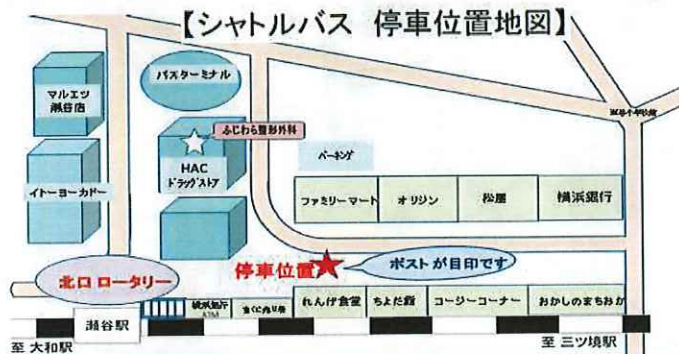 【シャトルバス 停車位置地図】
バスターミナル
マルエツ
瀬谷店
ふじわら整形外科
HAC
ドラッグストア
パーキング
イトーヨーカドー
ファミリーマート
オリジン
松屋
横浜銀行
停車位置
ポストが目印です
北口 ロータリー
横浜銀行
ATM
れんげ食堂
ちよだ鮨
コージーコーナー
おかしのまちおか
瀬谷駅
至 大和駅
至 三ツ境駅